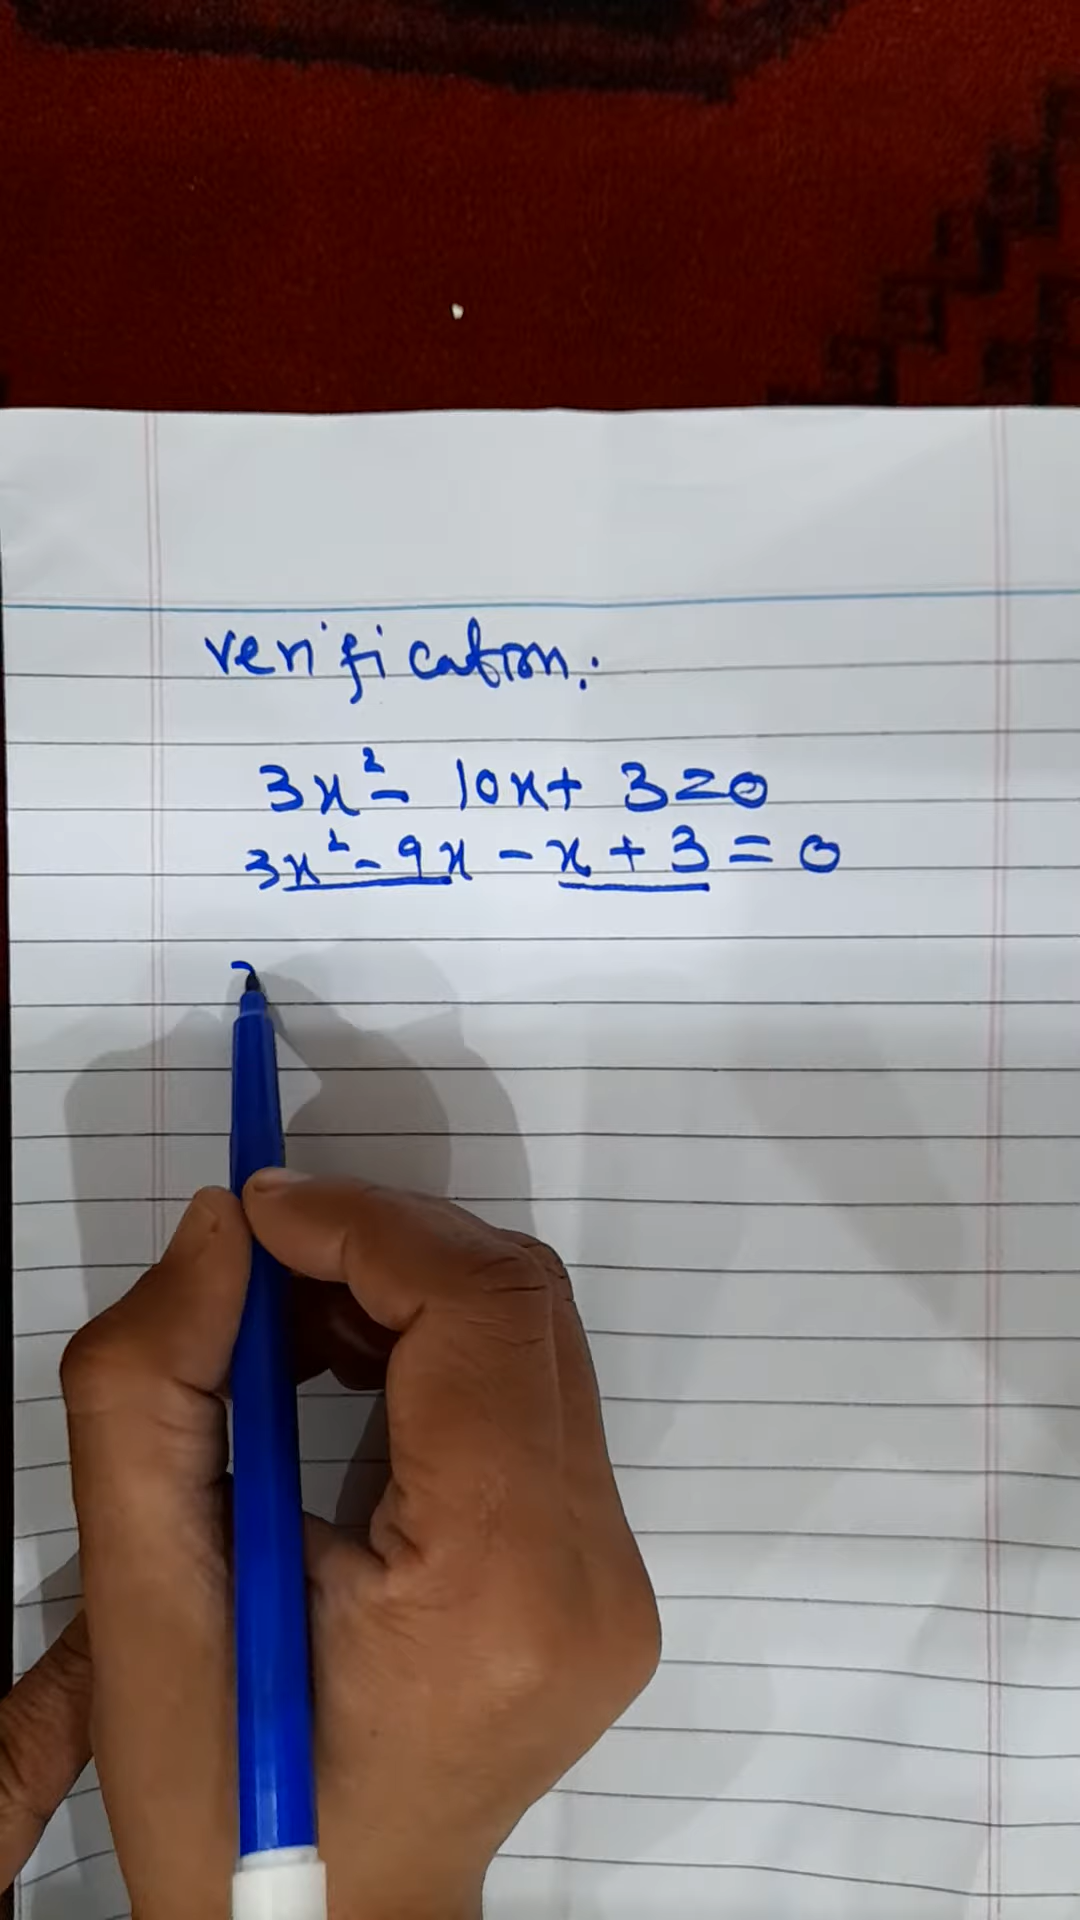 verification:
3x² - 10x + 3 = 0
3x² - 9x - x + 3 = 0